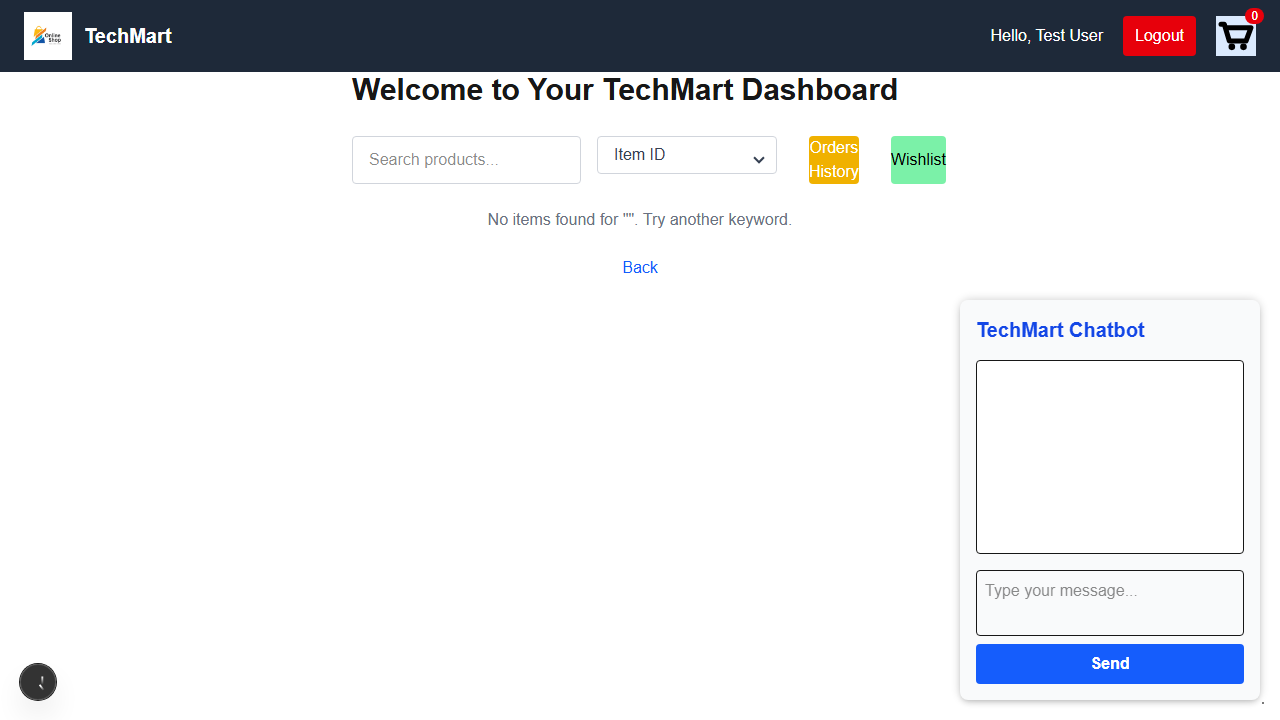 Online
Shop
TechMart
Hello, Test User
Logout
0
Welcome to Your TechMart Dashboard
Search products...
Item ID
Orders
History
Wishlist
No items found for "". Try another keyword.
Back
TechMart Chatbot
Type your message...
Send
.